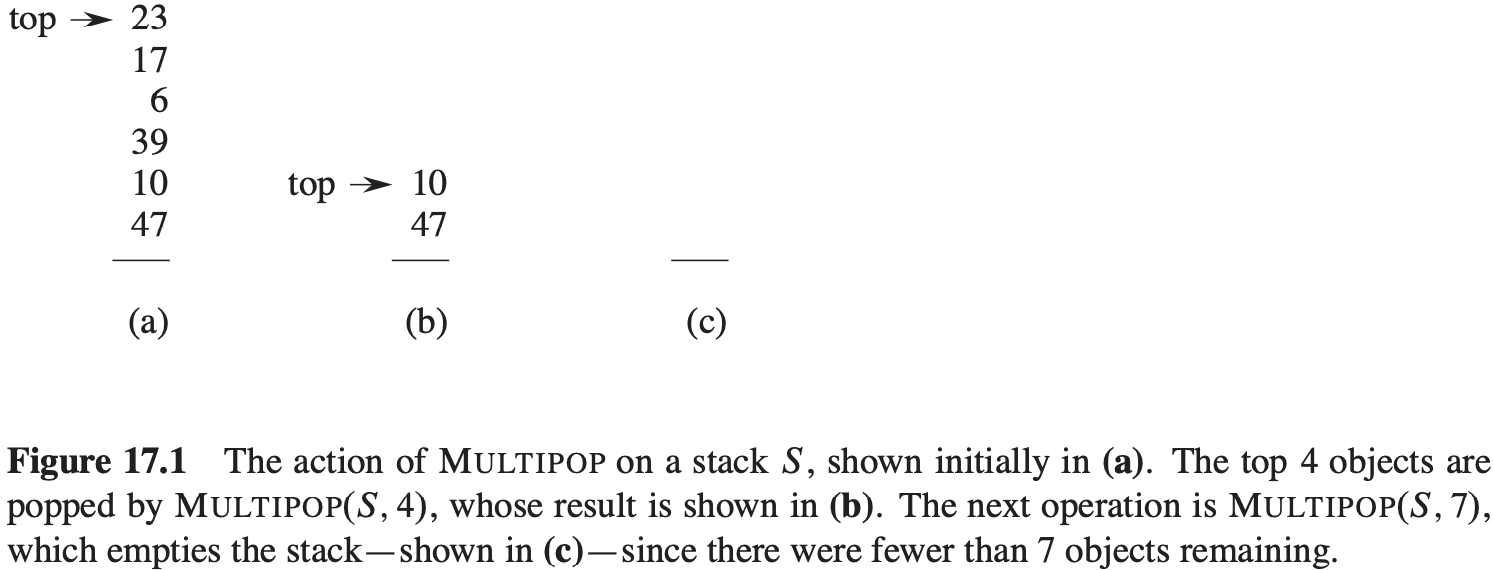 top → 23
17
6
39
10 top → 10
47 47
(a) (b) (c)
Figure 17.1 The action of MULTIPOP on a stack S, shown initially in (a). The top 4 objects are
popped by MULTIPOP(S, 4), whose result is shown in (b). The next operation is MULTIPOP(S, 7),
which empties the stack—shown in (c)—since there were fewer than 7 objects remaining.